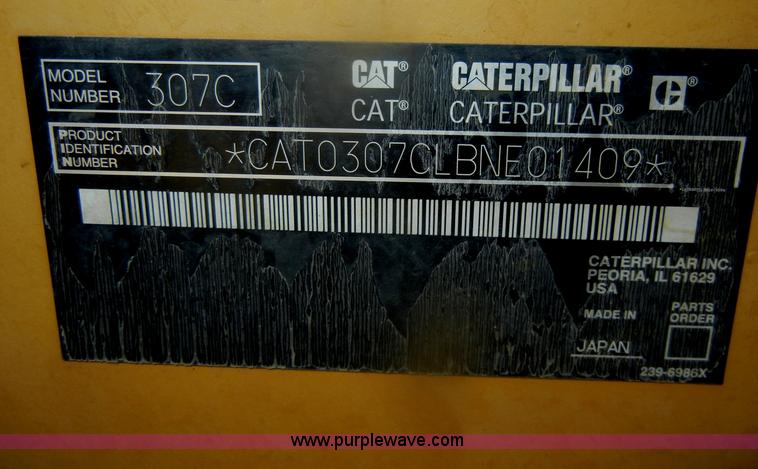 MODEL NUMBER 307C
CAT® CATERPILLAR®
CAT® CATERPILLAR®
PRODUCT IDENTIFICATION NUMBER *CAT0307CLBNE01409*
CATERPILLAR INC.
PEORIA, IL 61629
USA
MADE IN
JAPAN
PARTS
ORDER
239-6986X
www.purplewave.com